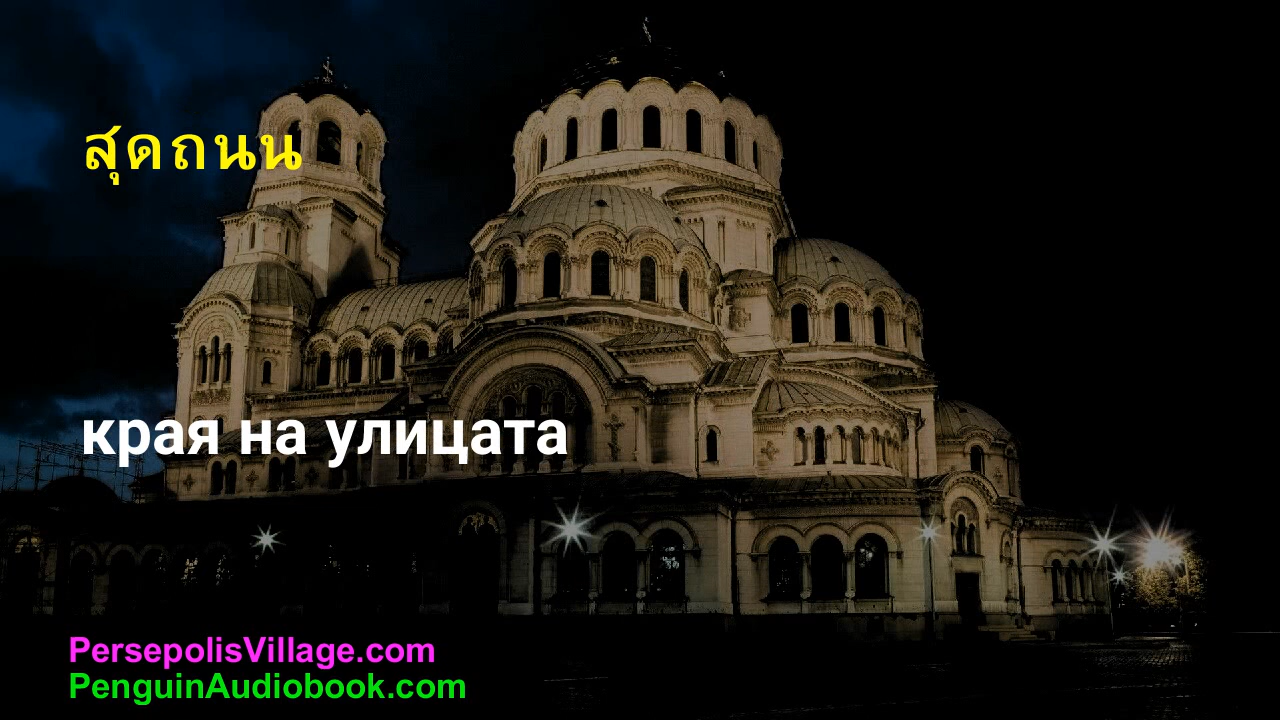 สุดถนน
края на улицата
PersepolisVillage.com
PenguinAudiobook.com